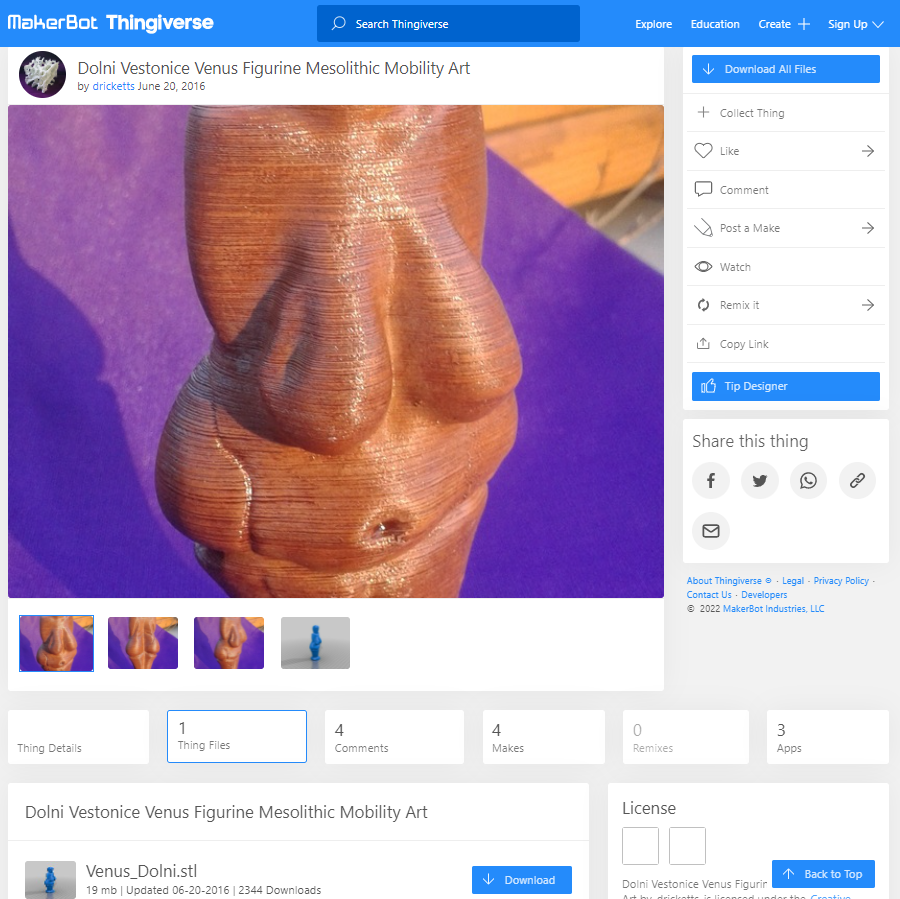 MakerBot Thingiverse
Search Thingiverse
Explore
Education
Create
Sign Up
Dolni Vestonice Venus Figurine Mesolithic Mobility Art
by dricketts June 20, 2016
Download All Files
Collect Thing
Like
Comment
Post a Make
Watch
Remix it
Copy Link
Tip Designer
Share this thing
About Thingiverse ® · Legal · Privacy Policy ·
Contact Us · Developers
© 2022 MakerBot Industries, LLC
Thing Details
1
Thing Files
4
Comments
4
Makes
0
Remixes
3
Apps
Dolni Vestonice Venus Figurine Mesolithic Mobility Art
Venus_Dolni.stl
19 mb | Updated 06-20-2016 | 2344 Downloads
Download
License
Back to Top
Dolni Vestonice Venus Figurin
Art by dricketts is licensed under the Creative